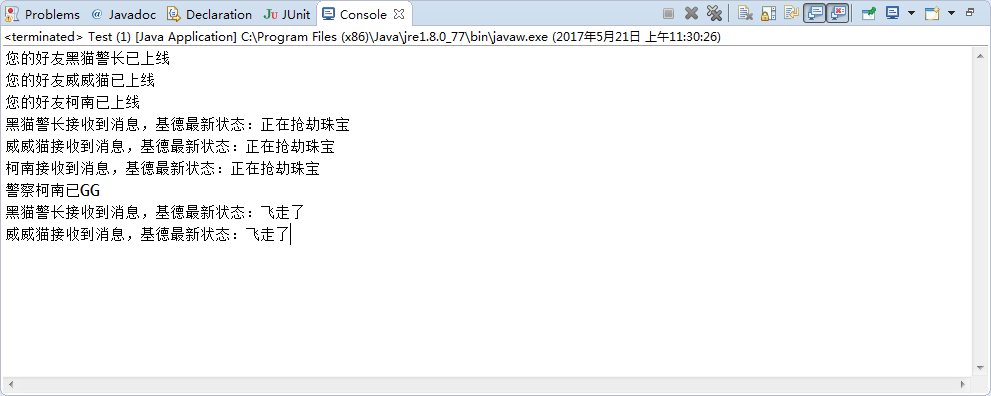 Problems @ Javadoc Declaration JUnit Console
<terminated> Test (1) [Java Application] C:\Program Files (x86)\Java\jre1.8.0_77\bin\javaw.exe (2017年5月21日 上午11:30:26)
您的好友黑猫警长已上线
您的好友威威猫已上线
您的好友柯南已上线
黑猫警长接收到消息，基德最新状态：正在抢劫珠宝
威威猫接收到消息，基德最新状态：正在抢劫珠宝
柯南接收到消息，基德最新状态：正在抢劫珠宝
警察柯南已GG
黑猫警长接收到消息，基德最新状态：飞走了
威威猫接收到消息，基德最新状态：飞走了